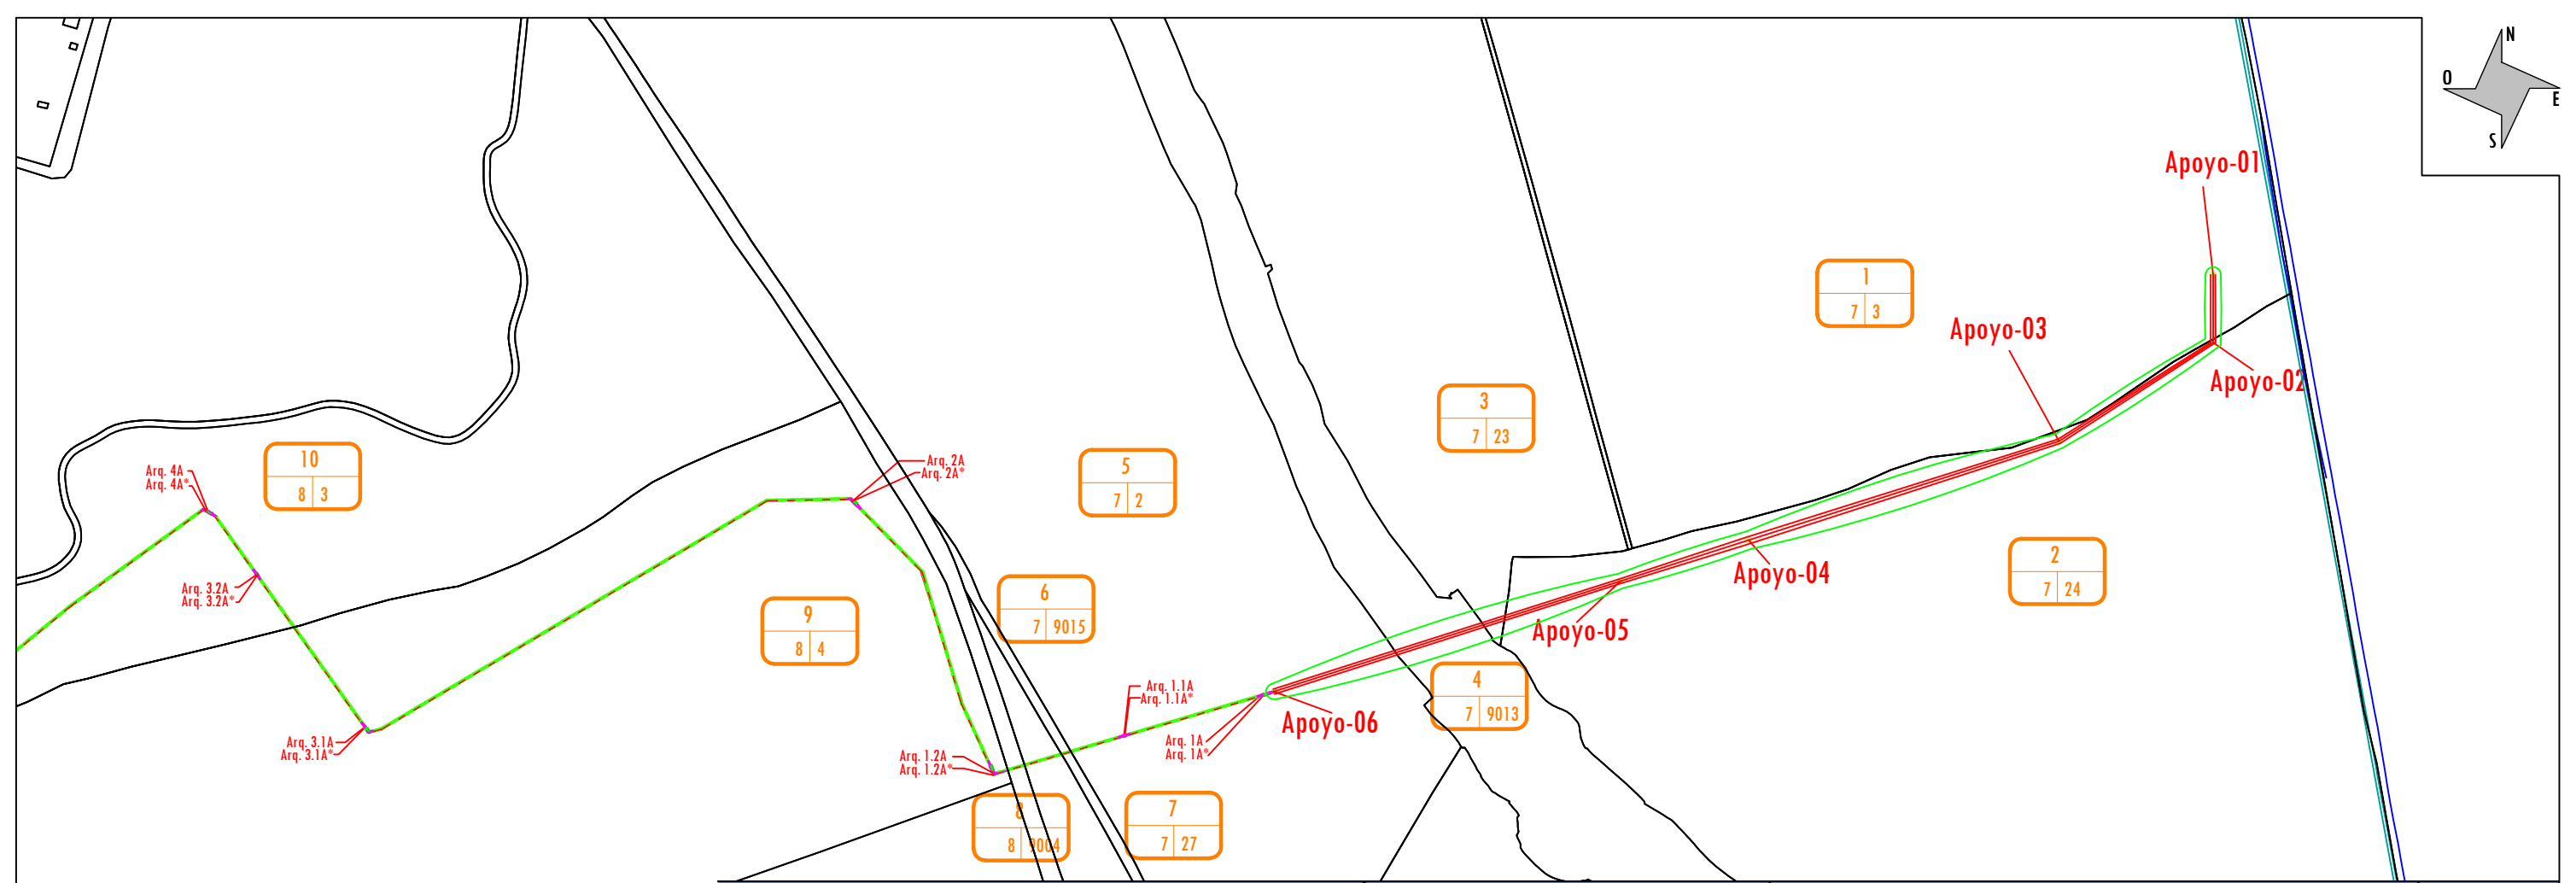 N
O
E
S
Apoyo-01
1
7 3
Apoyo-03
Apoyo-02
3
7 23
10
8 3
5
7 2
Arq. 4A
Arq. 4A*
Arq. 2A
Arq. 2A*
2
7 24
Apoyo-04
Arq. 3.2A
Arq. 3.2A*
6
7 9015
9
8 4
Apoyo-05
4
7 9013
Arq. 1.1A
Arq. 1.1A*
Apoyo-06
Arq. 3.1A
Arq. 3.1A*
Arq. 1A
Arq. 1A*
Arq. 1.2A
Arq. 1.2A*
8
8 9004
7
7 27